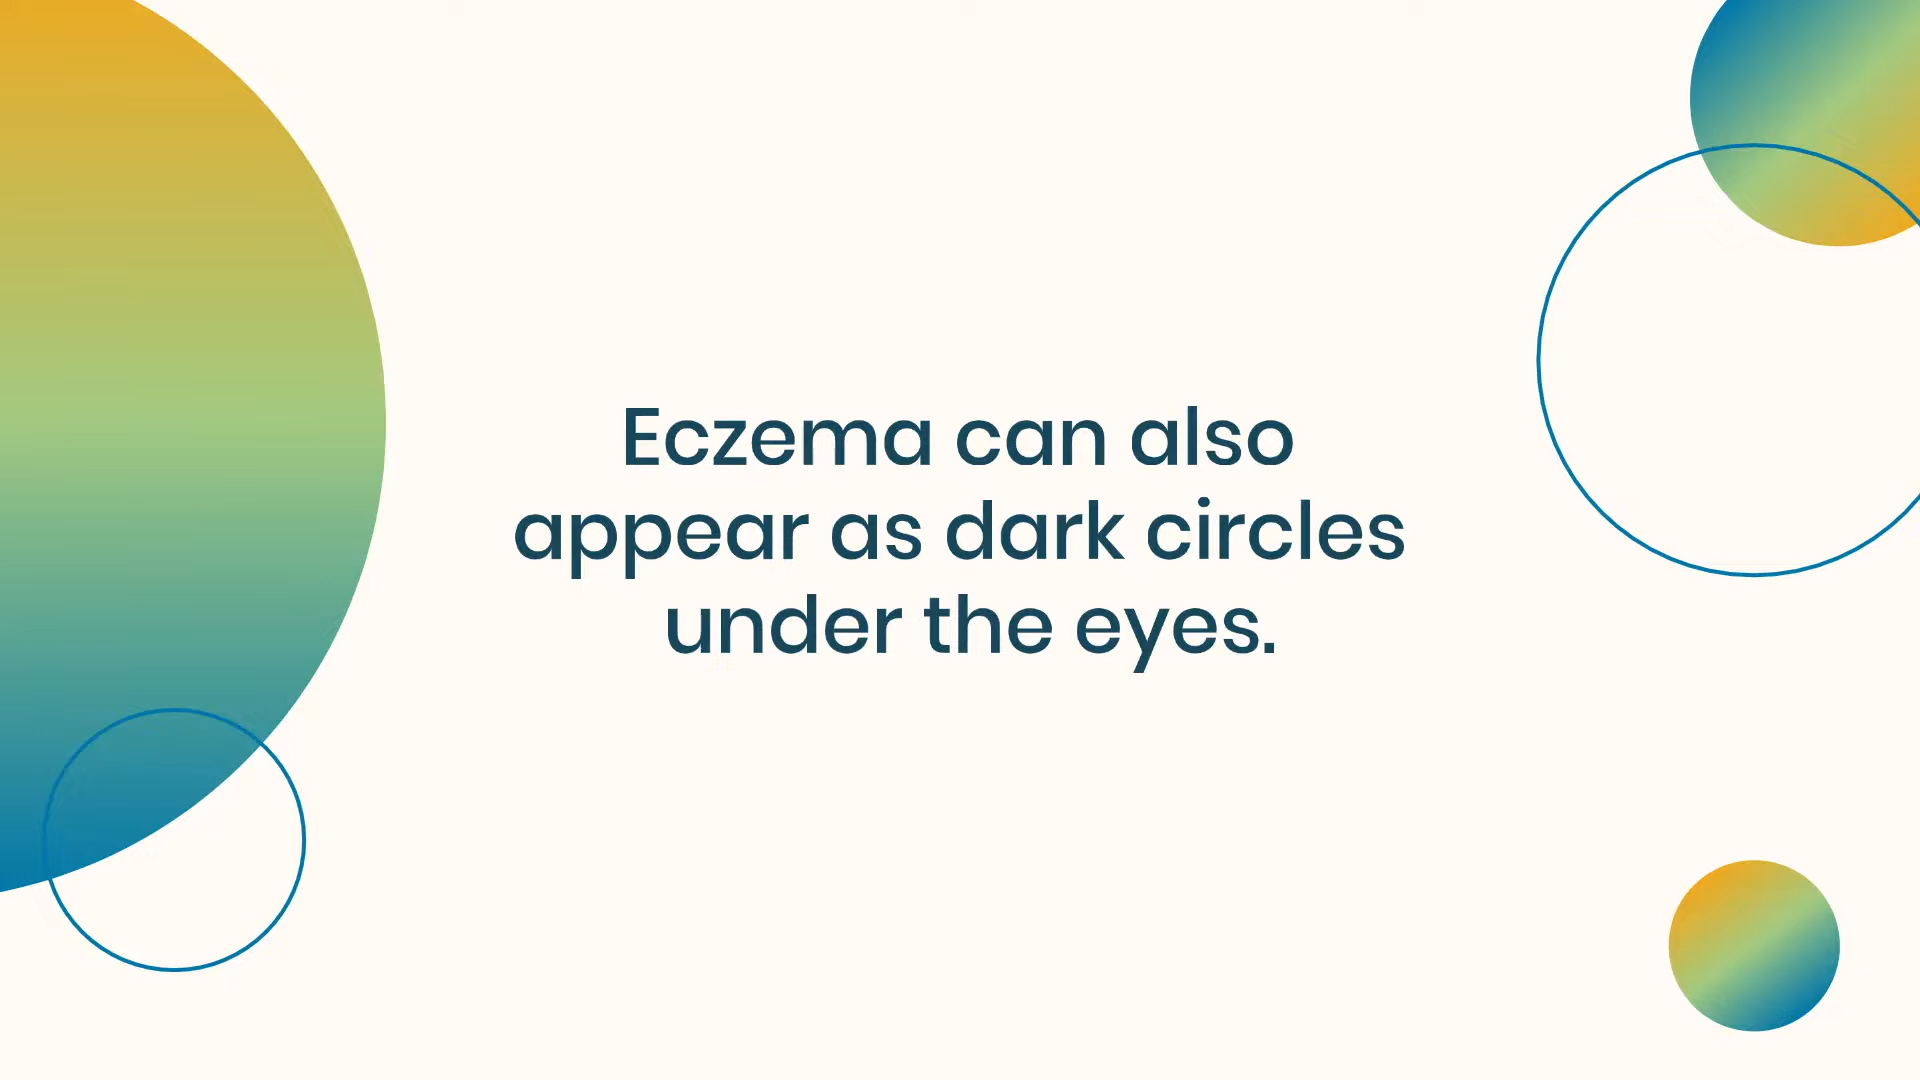 Eczema can also
appear as dark circles
under the eyes.